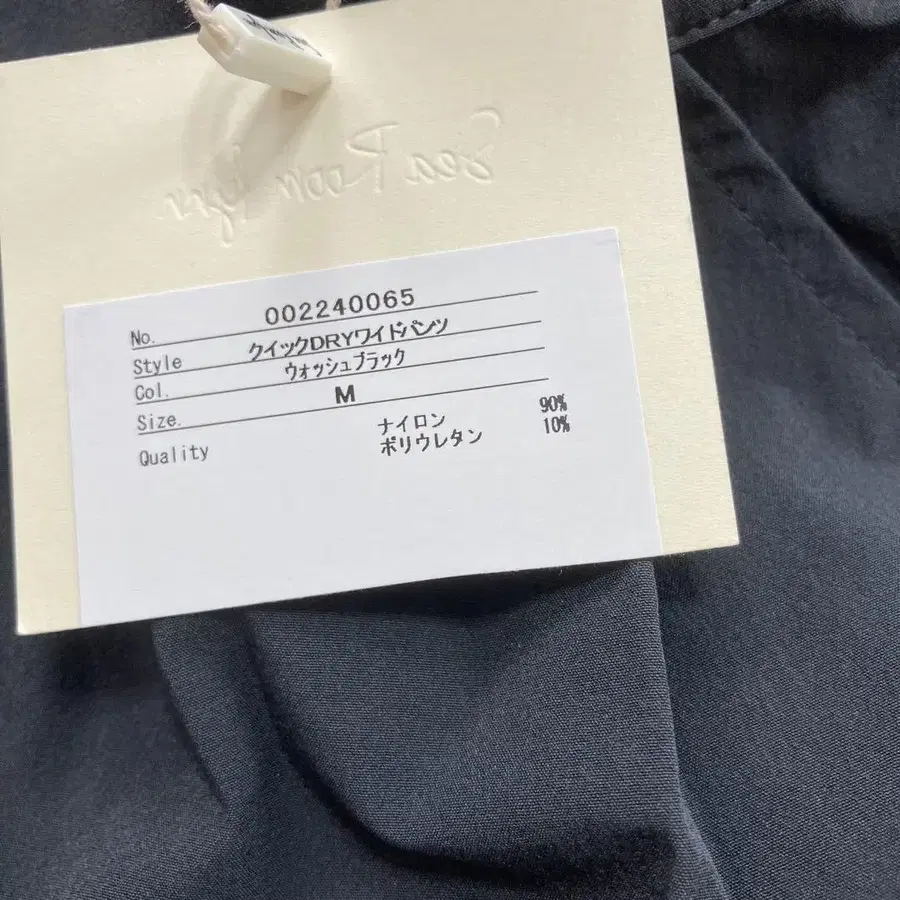 Sea Room lynn
No. 002240065
Style クイックDRYワイドパンツ
Col. ウォッシュブラック
Size. M
Quality ナイロン 90%
ポリウレタン 10%